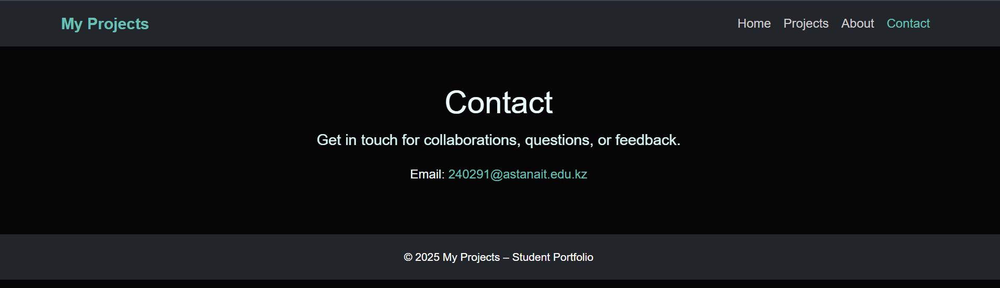 My Projects
Home Projects About Contact
Contact
Get in touch for collaborations, questions, or feedback.
Email: 240291@astanait.edu.kz
© 2025 My Projects – Student Portfolio